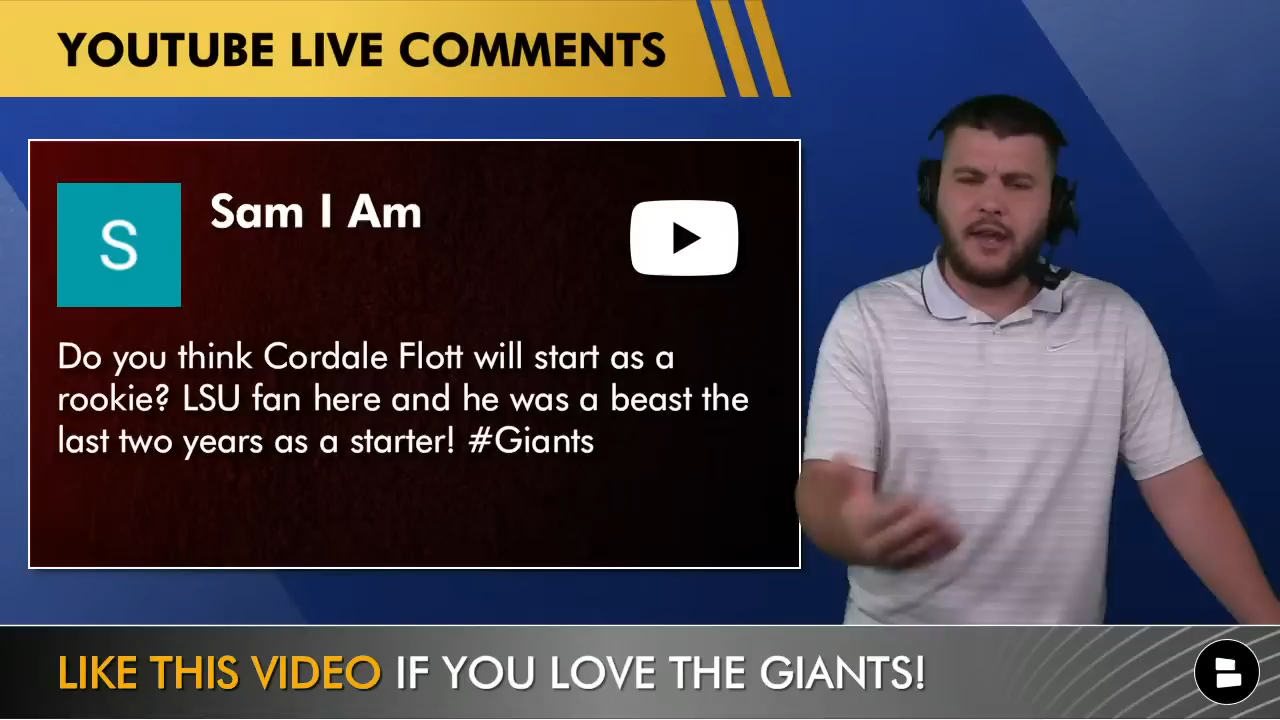 YOUTUBE LIVE COMMENTS
S
Sam I Am
Do you think Cordale Flott will start as a
rookie? LSU fan here and he was a beast the
last two years as a starter! #Giants
LIKE THIS VIDEO IF YOU LOVE THE GIANTS!